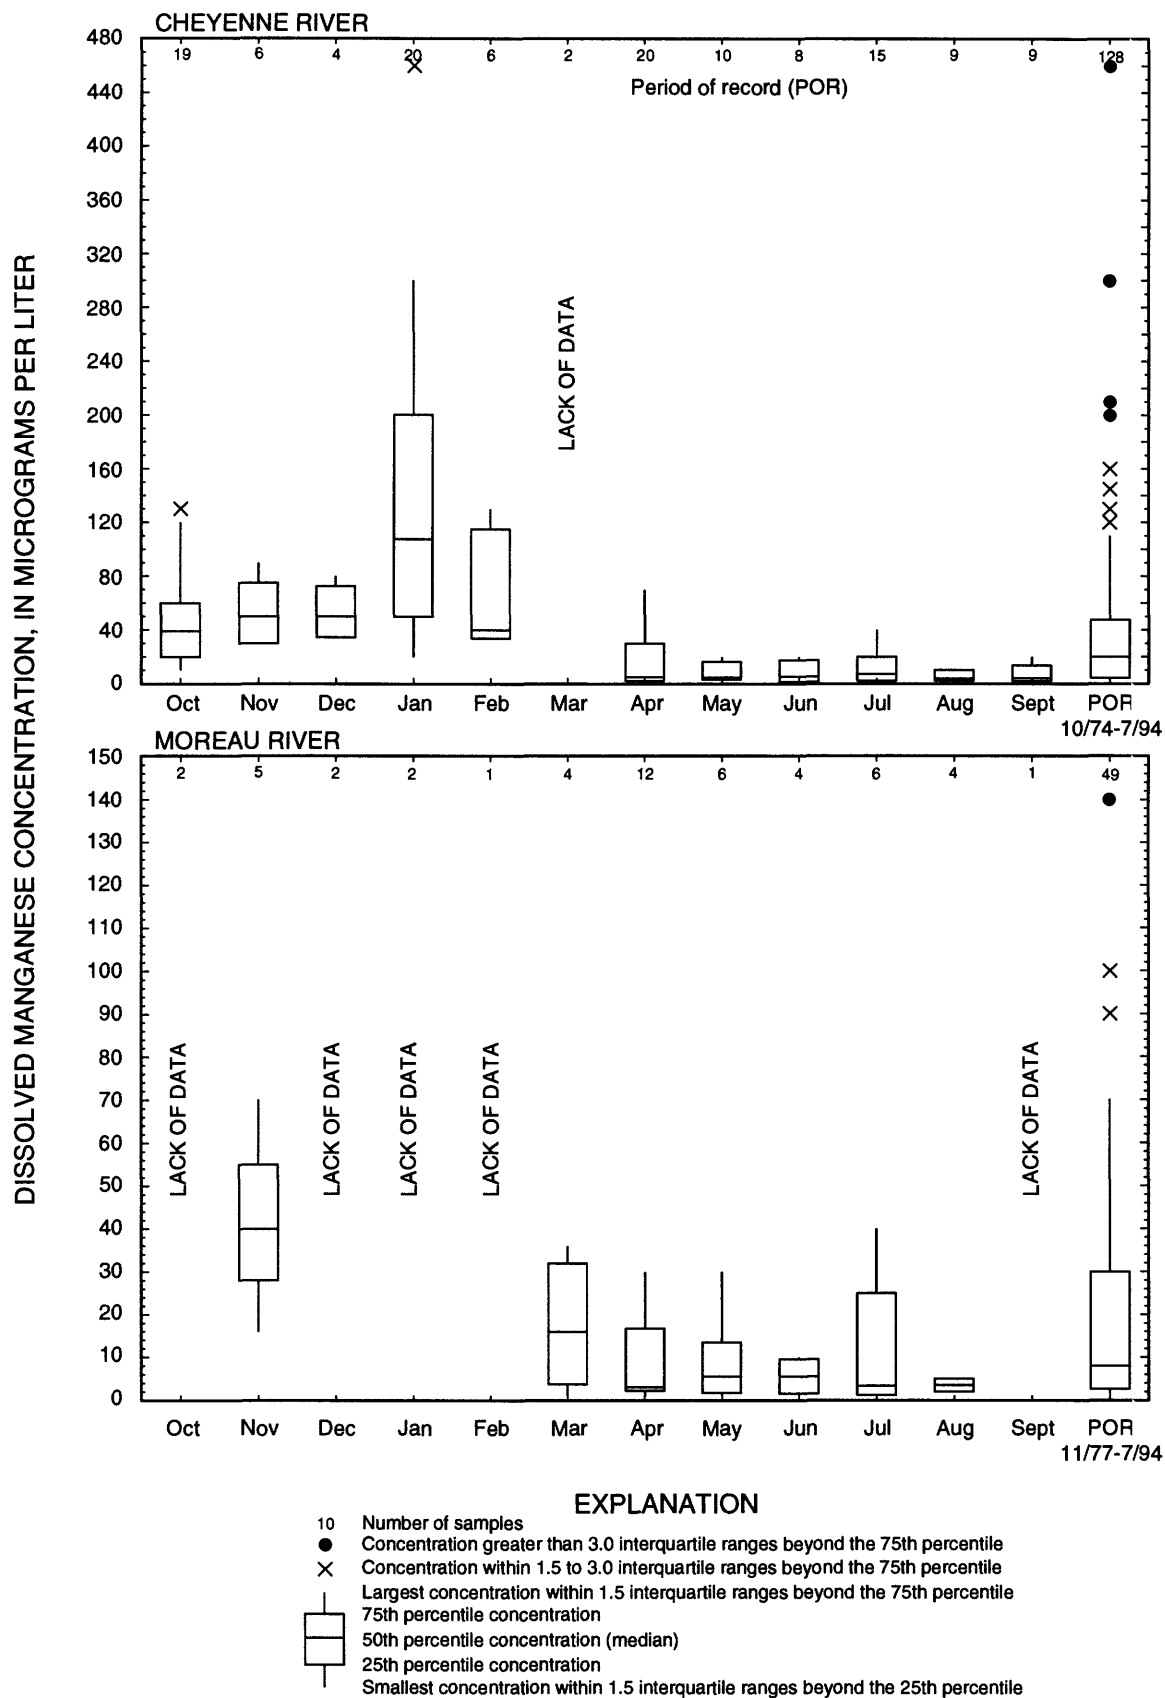 CHEYENNE RIVER
480
440
400
360
320
280
240
200
160
120
80
40
0
19 6 4 20 6 2 20 10 8 15 9 9 128
Period of record (POR)
LACK OF DATA
Oct Nov Dec Jan Feb Mar Apr May Jun Jul Aug Sept POR
10/74-7/94
DISSOLVED MANGANESE CONCENTRATION, IN MICROGRAMS PER LITER
MOREAU RIVER
150
140
130
120
110
100
90
80
70
60
50
40
30
20
10
0
2 5 2 2 1 4 12 6 4 6 4 1 49
LACK OF DATA
LACK OF DATA
LACK OF DATA
LACK OF DATA
LACK OF DATA
Oct Nov Dec Jan Feb Mar Apr May Jun Jul Aug Sept POR
11/77-7/94
EXPLANATION
10 Number of samples
Concentration greater than 3.0 interquartile ranges beyond the 75th percentile
Concentration within 1.5 to 3.0 interquartile ranges beyond the 75th percentile
Largest concentration within 1.5 interquartile ranges beyond the 75th percentile
75th percentile concentration
50th percentile concentration (median)
25th percentile concentration
Smallest concentration within 1.5 interquartile ranges beyond the 25th percentile